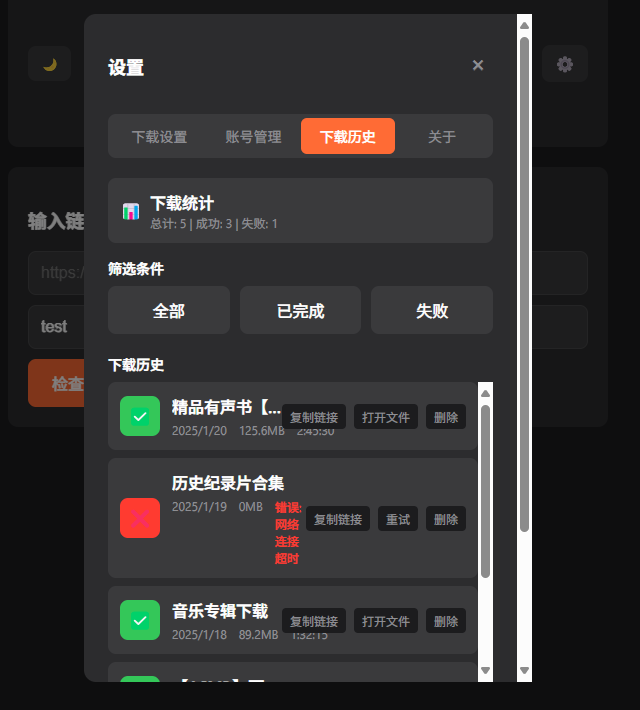 设置
×
下载设置
账号管理
下载历史
关于
下载统计
总计: 5 | 成功: 3 | 失败: 1
筛选条件
全部
已完成
失败
下载历史
精品有声书【...
2025/1/20 125.6MB 2:45:30
复制链接
打开文件
删除
历史纪录片合集
2025/1/19 0MB
错误:
网络
连接
超时
复制链接
重试
删除
音乐专辑下载
2025/1/18 89.2MB 1:32:15
复制链接
打开文件
删除
输入链
https:/
test
检查